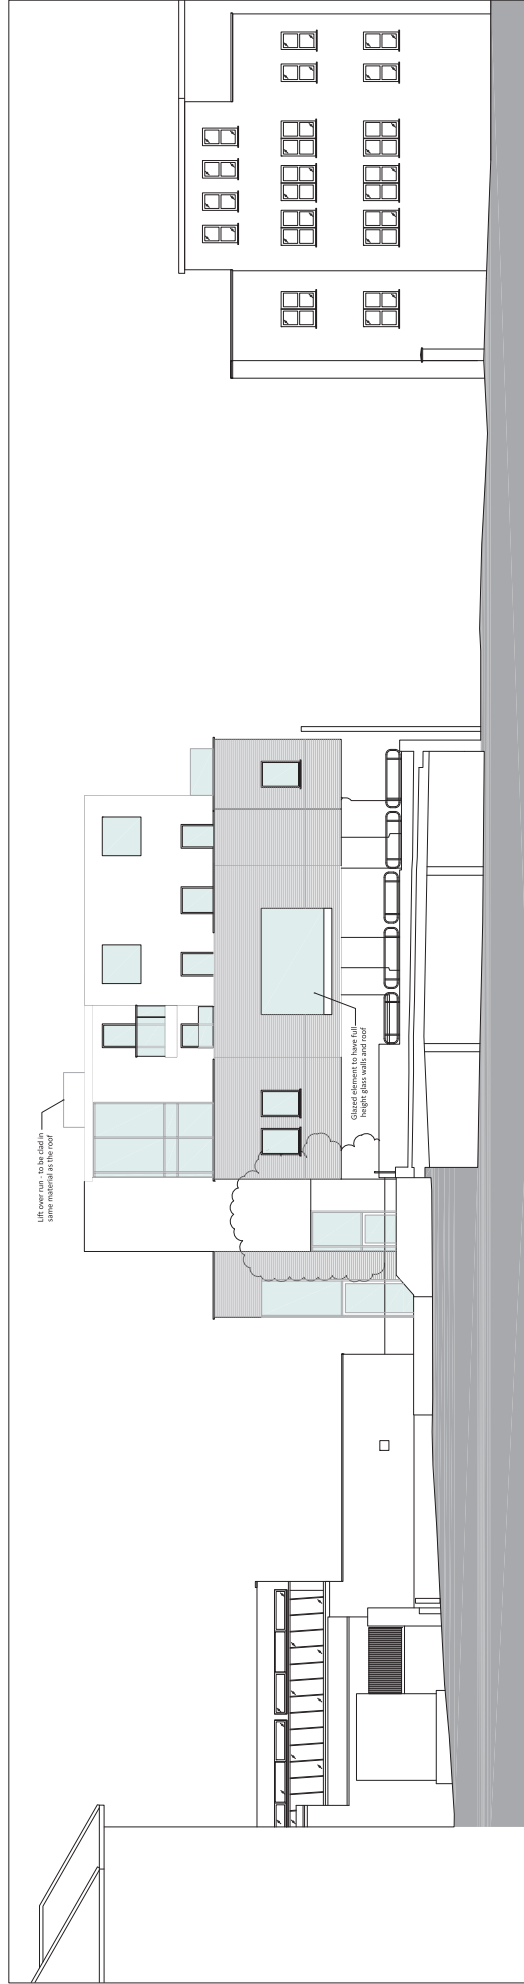 Lift over run - to be clad in
same material as the roof
Glazed element to have full
height glass walls and roof